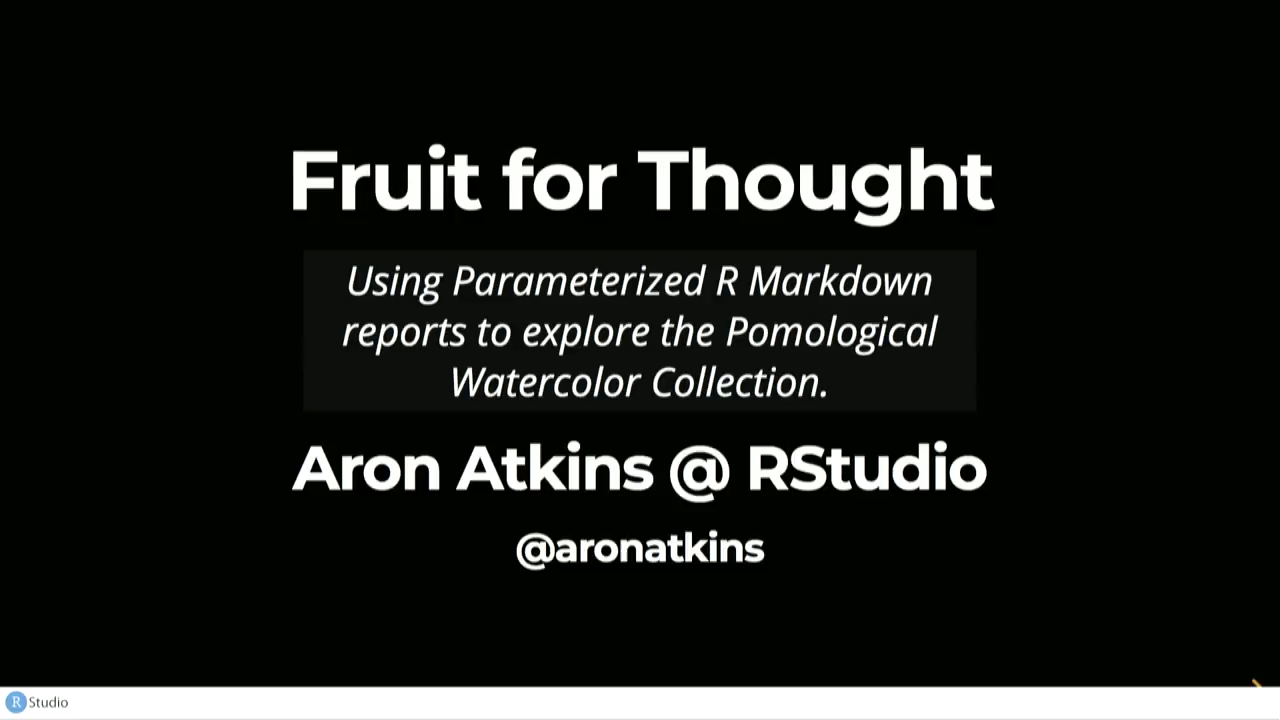 Fruit for Thought
Using Parameterized R Markdown
reports to explore the Pomological
Watercolor Collection.
Aron Atkins @ RStudio
@aronatkins
R Studio